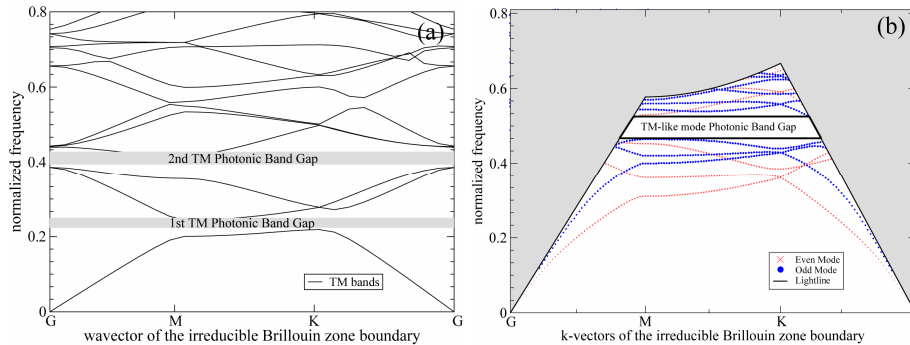 0.8
(a)
0.6
normalized frequency
0.4
2nd TM Photonic Band Gap
0.2
1st TM Photonic Band Gap
TM bands
0
G
M
K
G
wavector of the irreducible Brillouin zone boundary
0.8
(b)
0.6
normalized frequency
TM-like mode Photonic Band Gap
0.4
0.2
Even Mode
Odd Mode
Lightline
0
G
M
K
G
k-vectors of the irreducible Brillouin zone boundary